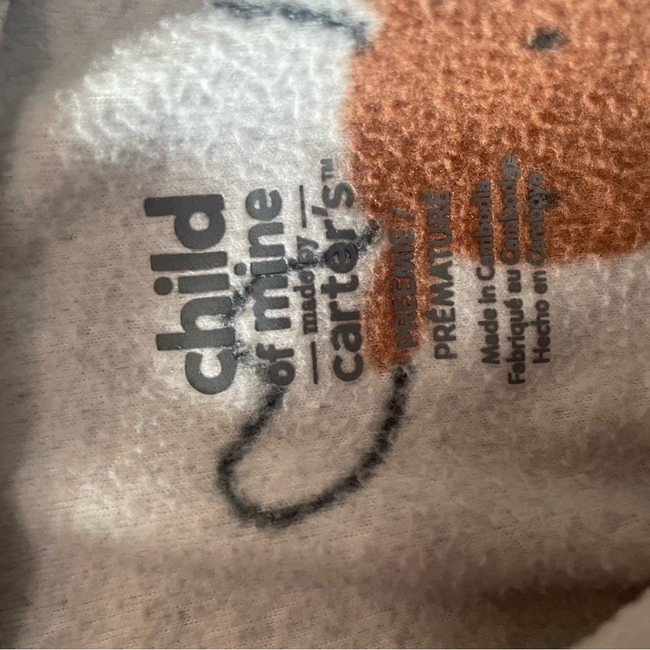 child
of mine
— made by —
carter's™
PREEMIE /
PRÉMATURÉ
Made in Cambodia
Fabriqué au Cambodge
Hecho en Camboya